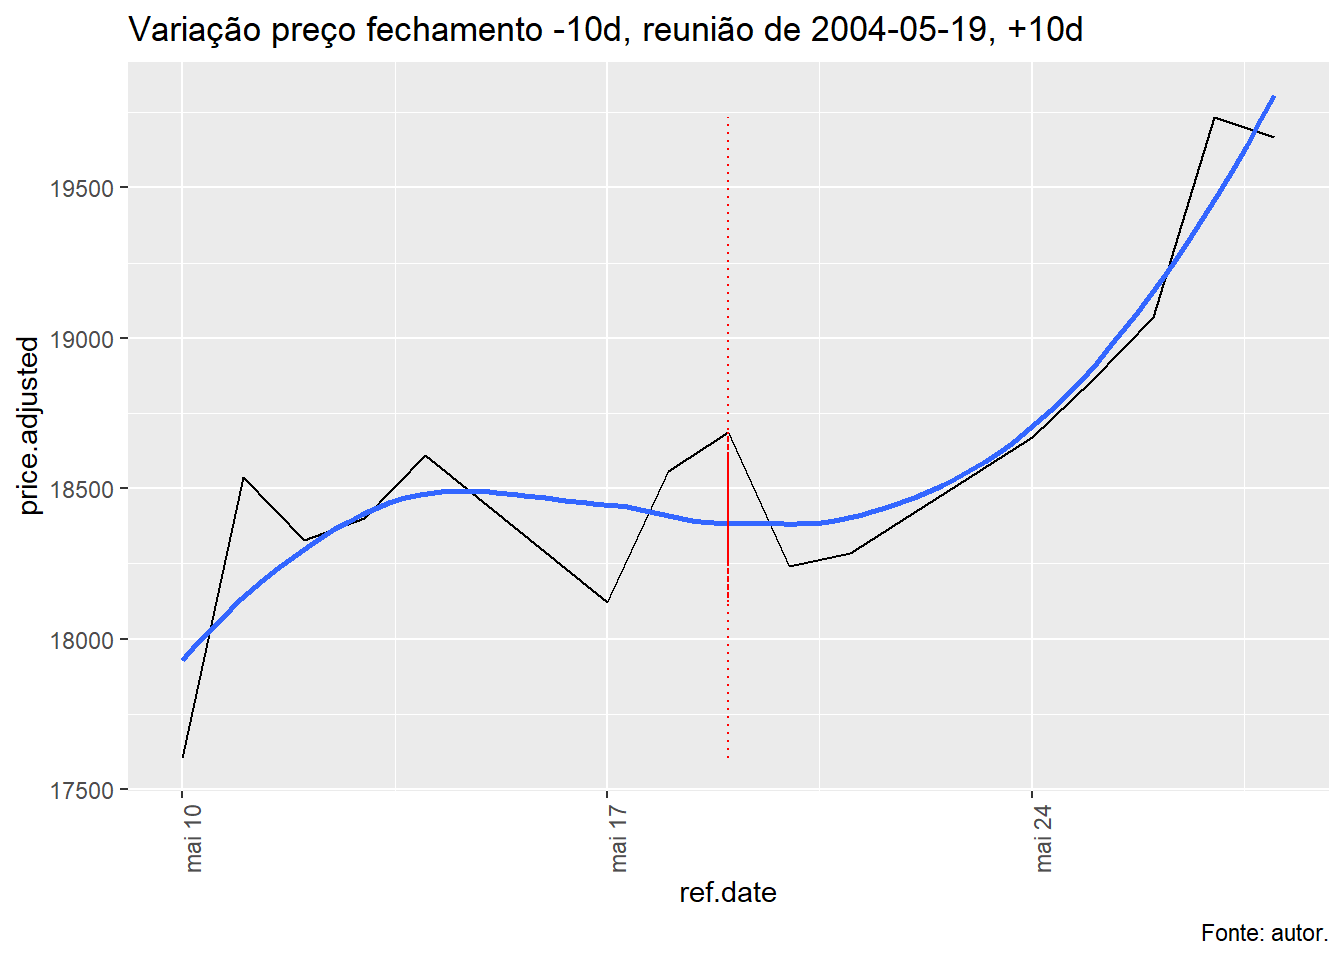 Variação preço fechamento -10d, reunião de 2004-05-19, +10d
price.adjusted
19500
19000
18500
18000
17500
mai 10
mai 17
mai 24
ref.date
Fonte: autor.